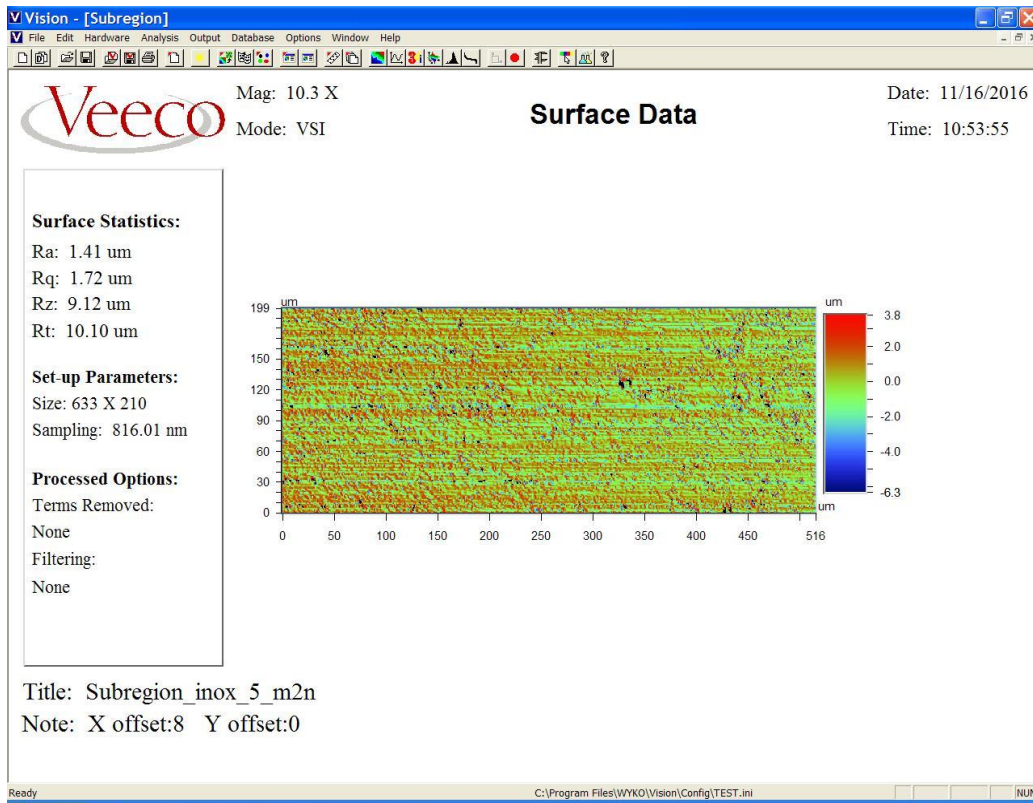 Vision - [Subregion]
File Edit Hardware Analysis Output Database Options Window Help
Veeco
Mag: 10.3 X
Mode: VSI
Surface Data
Date: 11/16/2016
Time: 10:53:55
Surface Statistics:
Ra: 1.41 um
Rq: 1.72 um
Rz: 9.12 um
Rt: 10.10 um
Set-up Parameters:
Size: 633 X 210
Sampling: 816.01 nm
Processed Options:
Terms Removed:
None
Filtering:
None
um
199
150
120
90
60
30
0
0 50 100 150 200 250 300 350 400 450 516
um
um
3.8
2.0
0.0
-2.0
-4.0
-6.3
Title: Subregion_inox_5_m2n
Note: X offset:8 Y offset:0
Ready C:\Program Files\WYKO\Vision\Config\TEST.ini NUM